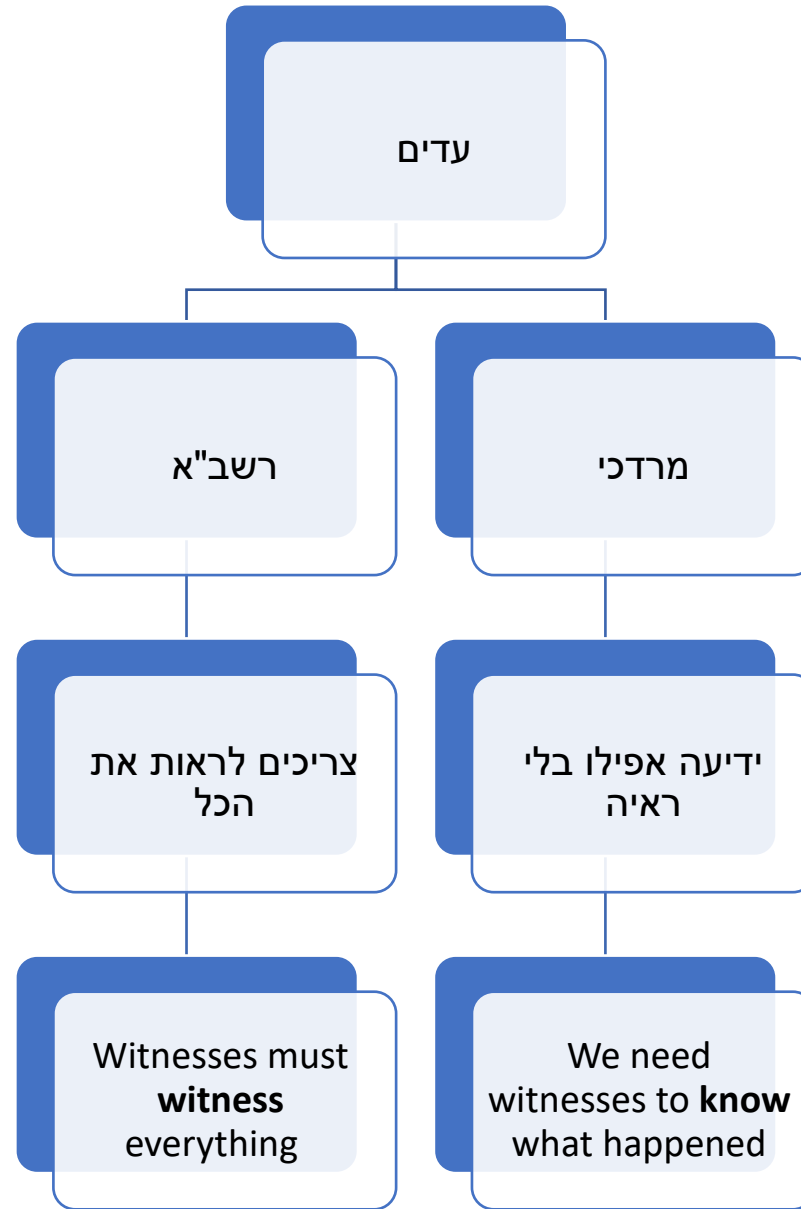 עדים
רשב"א
מרדכי
צריכים לראות את
הכל
ידיעה אפילו בלי
ראיה
Witnesses must
witness
everything
We need
witnesses to know
what happened